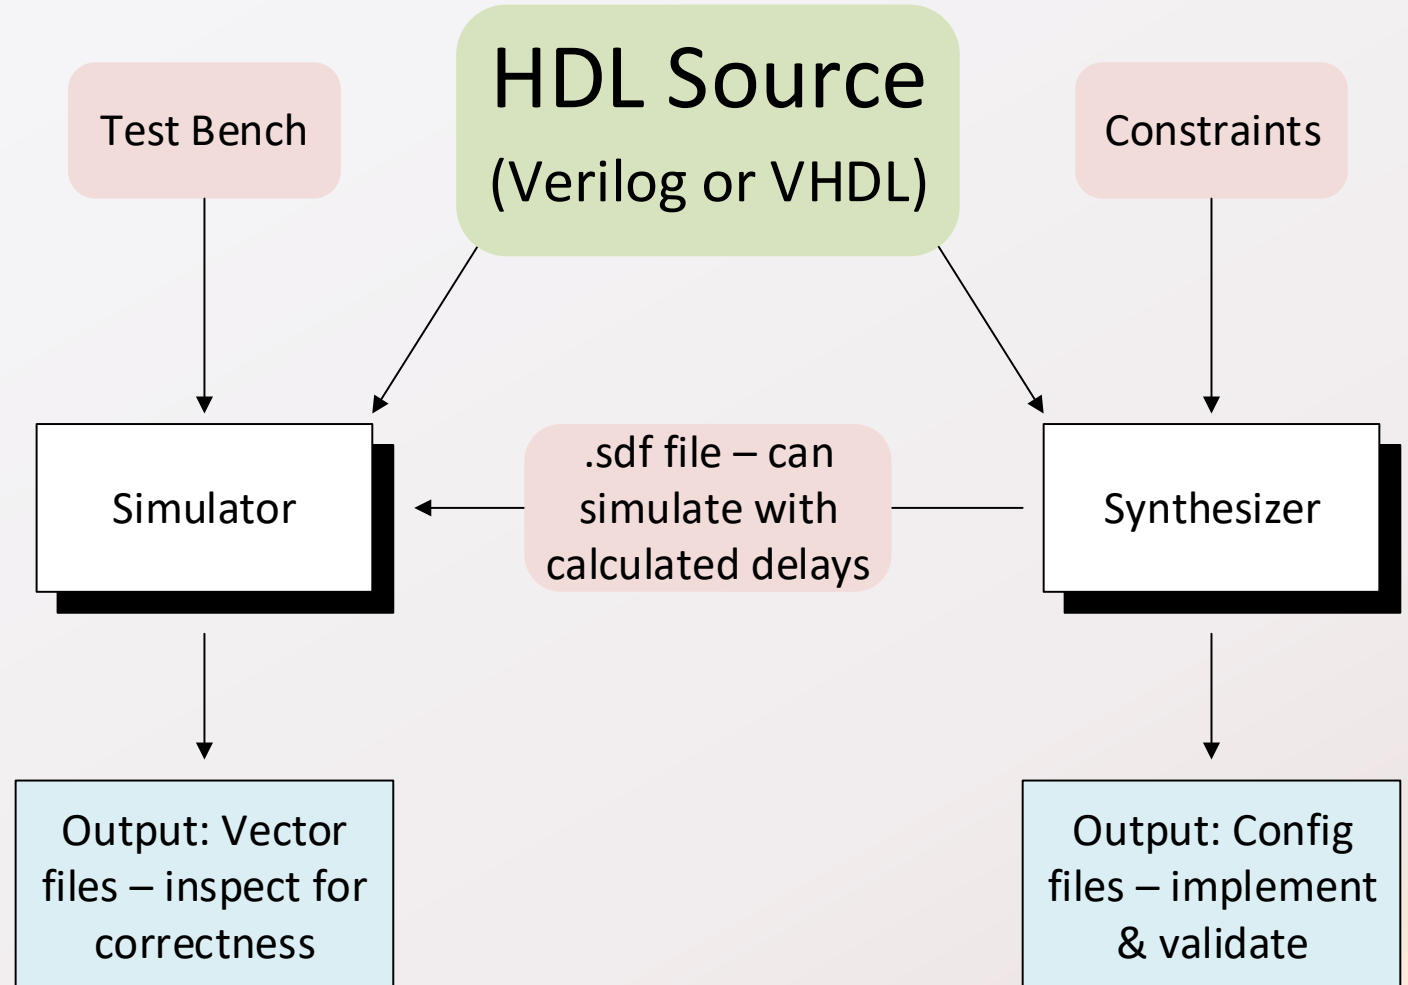 HDL Source
(Verilog or VHDL)
Test Bench
Constraints
.sdf file – can
simulate with
calculated delays
Simulator
Synthesizer
Output: Vector
files – inspect for
correctness
Output: Config
files – implement
& validate